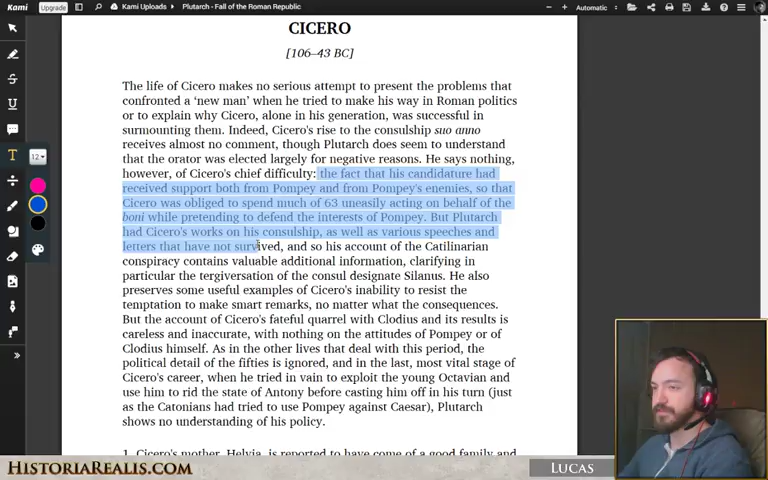 Kami
Upgrade
Kami Uploads > Plutarch - Fall of the Roman Republic
Automatic
12
CICERO
[106–43 BC]
The life of Cicero makes no serious attempt to present the problems that
confronted a ‘new man’ when he tried to make his way in Roman politics
or to explain why Cicero, alone in his generation, was successful in
surmounting them. Indeed, Cicero's rise to the consulship suo anno
receives almost no comment, though Plutarch does seem to understand
that the orator was elected largely for negative reasons. He says nothing,
however, of Cicero's chief difficulty: the fact that his candidature had
received support both from Pompey and from Pompey's enemies, so that
Cicero was obliged to spend much of 63 uneasily acting on behalf of the
boni while pretending to defend the interests of Pompey. But Plutarch
had Cicero's works on his consulship, as well as various speeches and
letters that have not survived, and so his account of the Catilinarian
conspiracy contains valuable additional information, clarifying in
particular the tergiversation of the consul designate Silanus. He also
preserves some useful examples of Cicero's inability to resist the
temptation to make smart remarks, no matter what the consequences.
But the account of Cicero's fateful quarrel with Clodius and its results is
careless and inaccurate, with nothing on the attitudes of Pompey or of
Clodius himself. As in the other lives that deal with this period, the
political detail of the fifties is ignored, and in the last, most vital stage of
Cicero's career, when he tried in vain to exploit the young Octavian and
use him to rid the state of Antony before casting him off in his turn (just
as the Catonians had tried to use Pompey against Caesar), Plutarch
shows no understanding of his policy.
1. Cicero's mother, Helvia, is reported to have come of a good family and
HISTORIAREALIS.COM
LUCAS